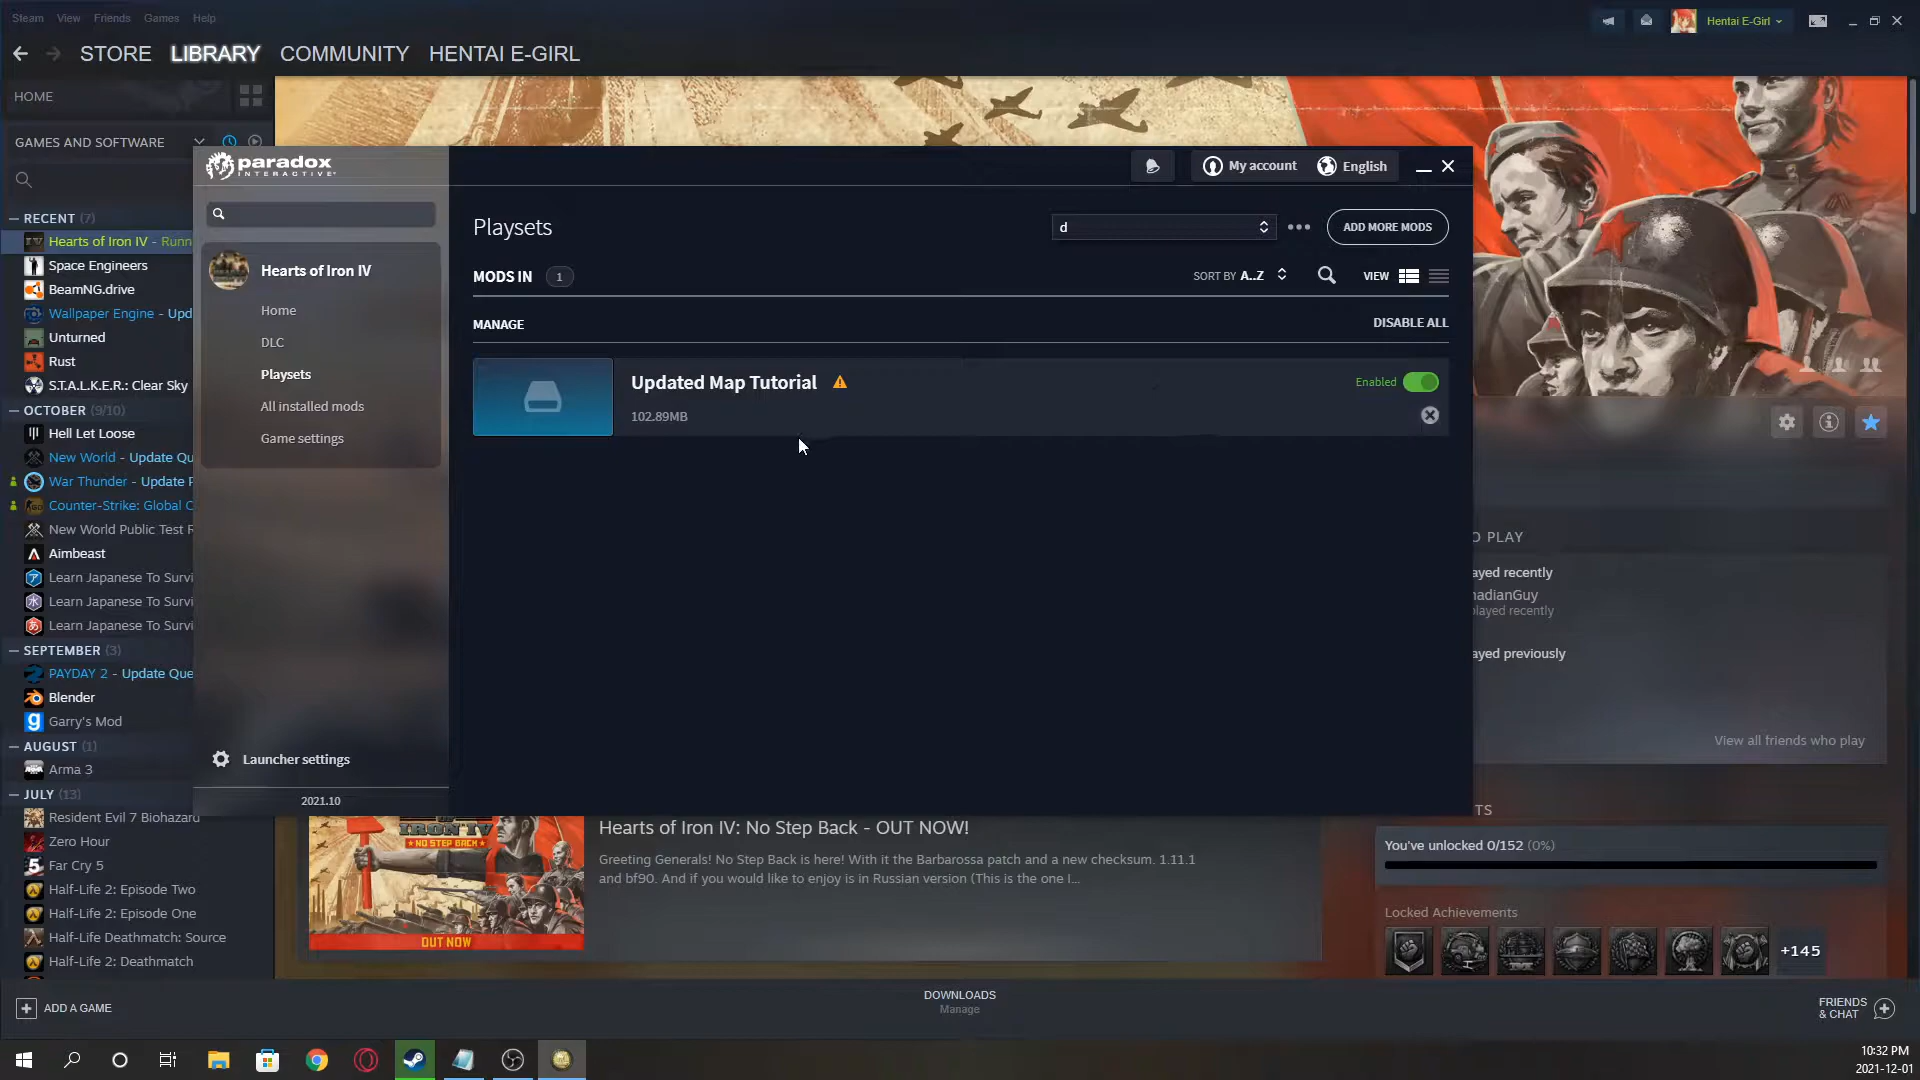 Steam View Friends Games Help
Hentai E-Girl
STORE LIBRARY COMMUNITY HENTAI E-GIRL
HOME
GAMES AND SOFTWARE
RECENT (7)
Hearts of Iron IV - Runn
Space Engineers
BeamNG.drive
Wallpaper Engine - Upd
Unturned
Rust
S.T.A.L.K.E.R.: Clear Sky
OCTOBER (9/10)
Hell Let Loose
New World - Update Qu
War Thunder - Update
Counter-Strike: Global
New World Public Test
Aimbeast
Learn Japanese To Survi
Learn Japanese To Survi
Learn Japanese To Survi
SEPTEMBER (3)
PAYDAY 2 - Update Que
Blender
Garry's Mod
AUGUST (1)
Arma 3
JULY (13)
Resident Evil 7 Biohazard
Zero Hour
Far Cry 5
Half-Life 2: Episode Two
Half-Life 2: Episode One
Half-Life Deathmatch: Source
Half-Life 2: Deathmatch
paradox
INTERACTIVE
Hearts of Iron IV
Home
DLC
Playsets
All installed mods
Game settings
Launcher settings
2021.10
My account English
Playsets
d
ADD MORE MODS
MODS IN 1
SORT BY A..Z
VIEW
MANAGE
DISABLE ALL
Updated Map Tutorial
Enabled
102.89MB
O PLAY
ayed recently
nadianGuy
played recently
ayed previously
View all friends who play
TS
You've unlocked 0/152 (0%)
Locked Achievements
+145
IRON IV
NO STEP BACK
OUT NOW
Hearts of Iron IV: No Step Back - OUT NOW!
Greeting Generals! No Step Back is here! With it the Barbarossa patch and a new checksum. 1.11.1
and bf90. And if you would like to enjoy is in Russian version (This is the one I...
ADD A GAME
DOWNLOADS
Manage
FRIENDS
& CHAT
10:32 PM
2021-12-01